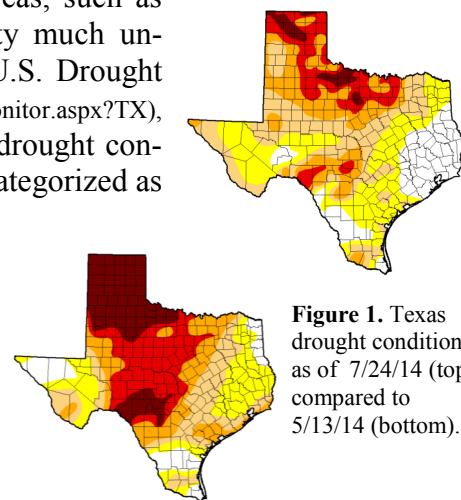 eas, such as
ty much un-
U.S. Drought
onitor.aspx?TX),
drought con-
ategorized as
Figure 1. Texas
drought condition
as of 7/24/14 (top
compared to
5/13/14 (bottom).